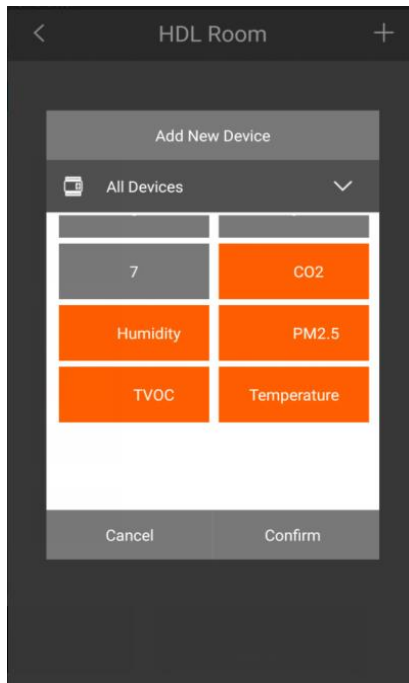 HDL Room
Add New Device
All Devices
7
CO2
Humidity
PM2.5
TVOC
Temperature
Cancel
Confirm